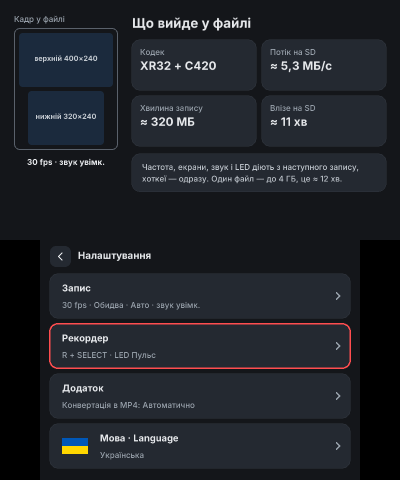 Кадр у файлі
верхній 400×240
нижній 320×240
30 fps · звук увімк.
Що вийде у файлі
Кодек
XR32 + C420
Потік на SD
≈ 5,3 МБ/с
Хвилина запису
≈ 320 МБ
Влізе на SD
≈ 11 хв
Частота, екрани, звук і LED діють з наступного запису,
хоткеї — одразу. Один файл — до 4 ГБ, це ≈ 12 хв.
Налаштування
Запис
30 fps · Обидва · Авто · звук увімк.
Рекордер
R + SELECT · LED Пульс
Додаток
Конвертація в MP4: Автоматично
Мова · Language
Українська